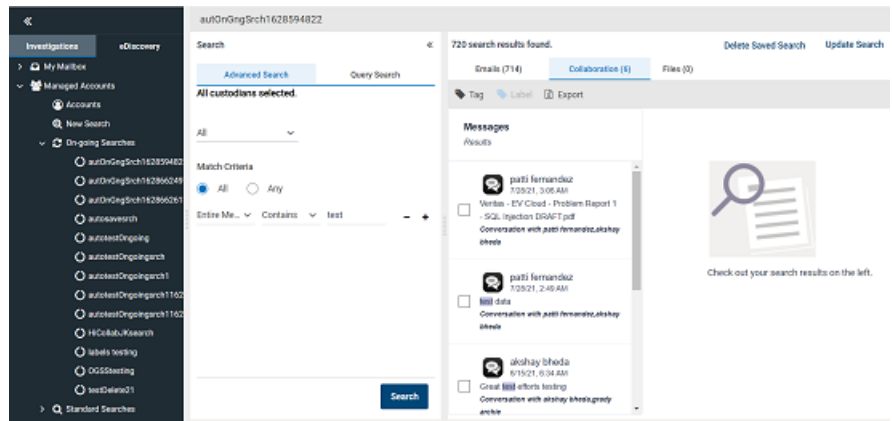 autOnGngSrch1628594822
Investigations
eDiscovery
My Mailbox
Managed Accounts
Accounts
New Search
On-going Searches
autOnGngSrch162859482
autOnGngSrch162866249
autOnGngSrch162866261
autosavesrch
autotestOngoing
autotestOngoingsrch
autotestOngoingsrch1
autotestOngoingsrch1162
autotestOngoingsrch1162
HiCollabJKsearch
labels testing
OGSStesting
testDelete21
Standard Searches
Search
Advanced Search
Query Search
All custodians selected.
All
Match Criteria
All
Any
Entire Me...
Contains
test
Search
720 search results found.
Delete Saved Search
Update Search
Emails (714)
Collaboration (6)
Files (0)
Tag
Label
Export
Messages
Results
patti fernandez
7/28/21, 3:06 AM
Veritas - EV Cloud - Problem Report 1
- SQL Injection DRAFT.pdf
Conversation with patti fernandez,akshay
bheda
patti fernandez
7/28/21, 2:49 AM
test data
Conversation with patti fernandez,akshay
bheda
akshay bheda
6/15/21, 6:34 AM
Great test efforts testing
Conversation with akshay bheda,grady
archie
Check out your search results on the left.